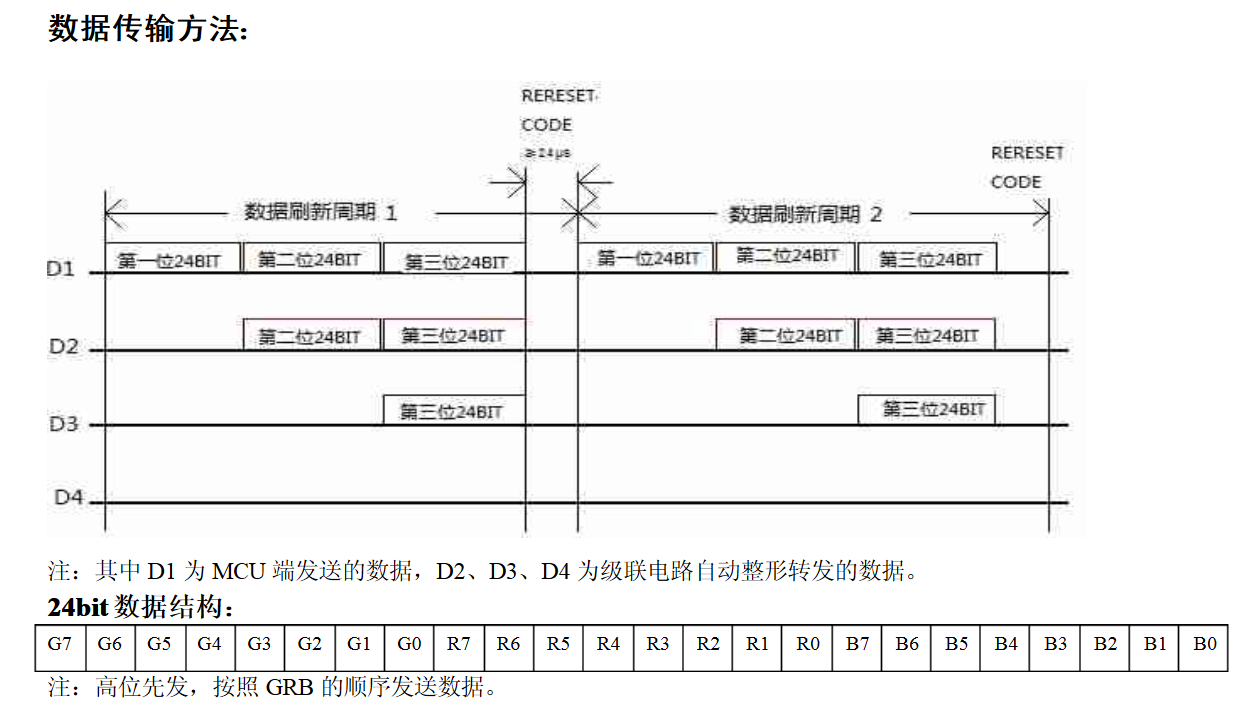 数据传输方法：
RERESET
CODE
≥24μs
RERESET
CODE
数据刷新周期 1
数据刷新周期 2
D1 第一位24BIT 第二位24BIT 第三位24BIT 第一位24BIT 第二位24BIT 第三位24BIT
D2 第二位24BIT 第三位24BIT 第二位24BIT 第三位24BIT
D3 第三位24BIT 第三位24BIT
D4
注：其中 D1 为 MCU 端发送的数据，D2、D3、D4 为级联电路自动整形转发的数据。
24bit 数据结构：
G7 G6 G5 G4 G3 G2 G1 G0 R7 R6 R5 R4 R3 R2 R1 R0 B7 B6 B5 B4 B3 B2 B1 B0
注：高位先发，按照 GRB 的顺序发送数据。